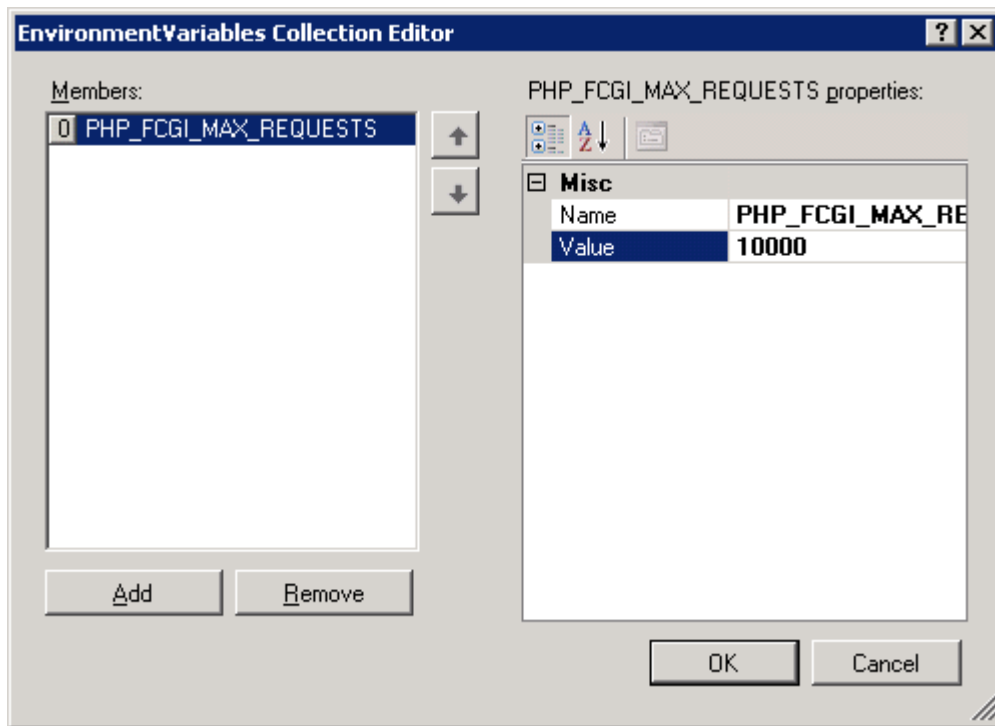 EnvironmentVariables Collection Editor
Members:
0 PHP_FCGI_MAX_REQUESTS
Add Remove
PHP_FCGI_MAX_REQUESTS properties:
Misc
Name PHP_FCGI_MAX_RE
Value 10000
OK Cancel